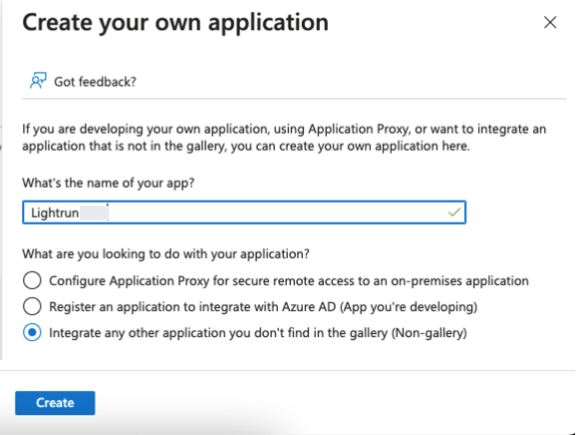 Create your own application
Got feedback?
If you are developing your own application, using Application Proxy, or want to integrate an
application that is not in the gallery, you can create your own application here.
What's the name of your app?
Lightrun
What are you looking to do with your application?
Configure Application Proxy for secure remote access to an on-premises application
Register an application to integrate with Azure AD (App you're developing)
Integrate any other application you don't find in the gallery (Non-gallery)
Create